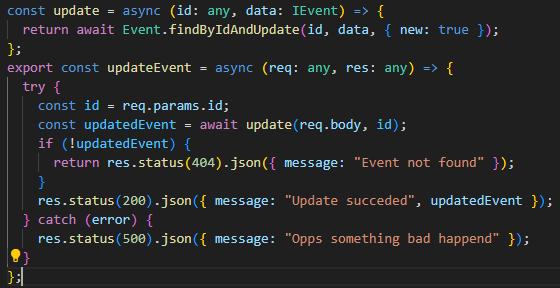 const update = async (id: any, data: IEvent) => {
  return await Event.findByIdAndUpdate(id, data, { new: true });
};
export const updateEvent = async (req: any, res: any) => {
  try {
    const id = req.params.id;
    const updatedEvent = await update(req.body, id);
    if (!updatedEvent) {
      return res.status(404).json({ message: "Event not found" });
    }
    res.status(200).json({ message: "Update succeded", updatedEvent });
  } catch (error) {
    res.status(500).json({ message: "Opps something bad happend" });
  }
};